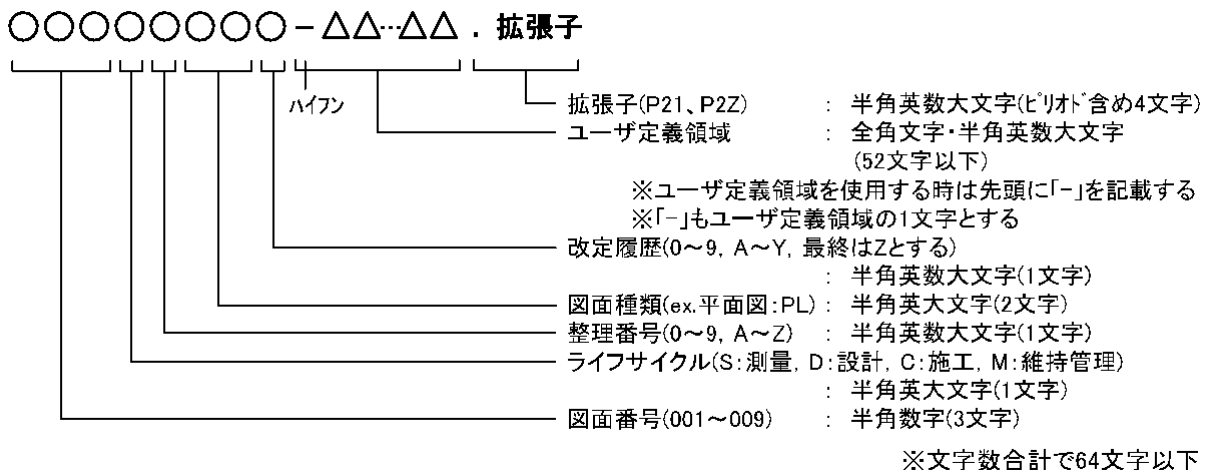 ○○○○○○○○－△△…△△．拡張子
ハイフン
拡張子(P21、P2Z)　：　半角英数大文字(ﾋﾟﾘｵﾄﾞ含め4文字)
ユーザ定義領域　：　全角文字・半角英数大文字
(52文字以下)
※ユーザ定義領域を使用する時は先頭に「-」を記載する
※「-」もユーザ定義領域の1文字とする
改定履歴(0～9, A～Y, 最終はZとする)
：　半角英数大文字(1文字)
図面種類(ex.平面図:PL)：　半角英大文字(2文字)
整理番号(0～9, A～Z)　：　半角英数大文字(1文字)
ライフサイクル(S:測量, D:設計, C:施工, M:維持管理)
：　半角英大文字(1文字)
図面番号(001～009)　：　半角数字(3文字)
※文字数合計で64文字以下